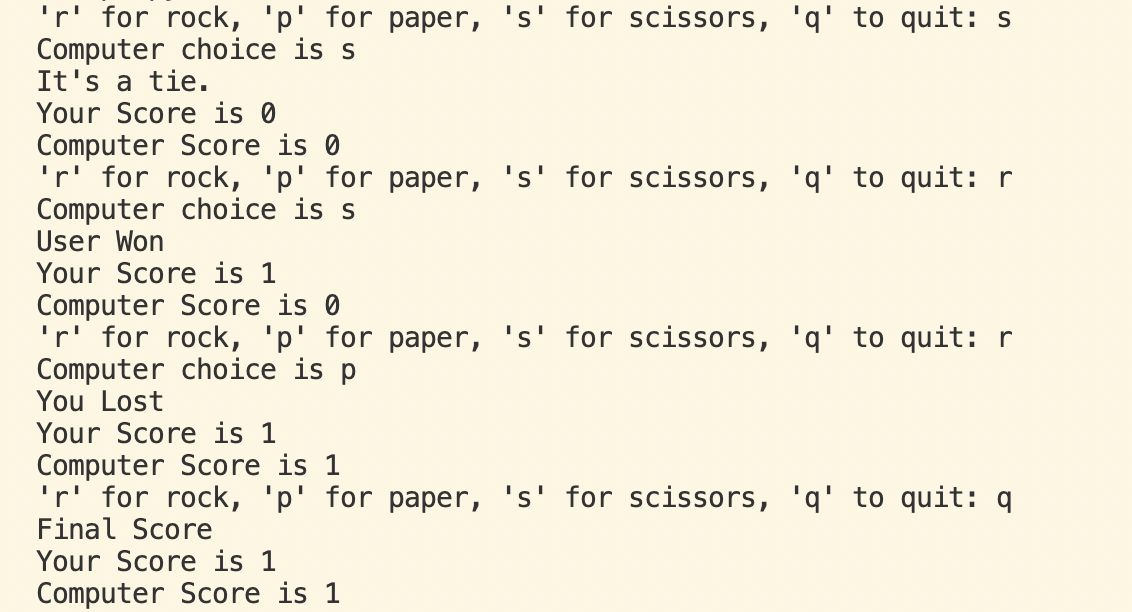 'r' for rock, 'p' for paper, 's' for scissors, 'q' to quit: s
Computer choice is s
It's a tie.
Your Score is 0
Computer Score is 0
'r' for rock, 'p' for paper, 's' for scissors, 'q' to quit: r
Computer choice is s
User Won
Your Score is 1
Computer Score is 0
'r' for rock, 'p' for paper, 's' for scissors, 'q' to quit: r
Computer choice is p
You Lost
Your Score is 1
Computer Score is 1
'r' for rock, 'p' for paper, 's' for scissors, 'q' to quit: q
Final Score
Your Score is 1
Computer Score is 1